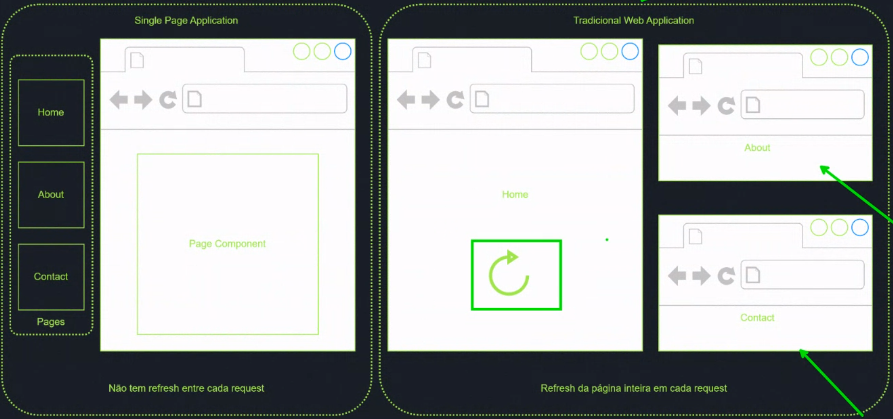 Single Page Application
Home
About
Contact
Pages
Page Component
Não tem refresh entre cada request
Tradicional Web Application
Home
About
Contact
Refresh da página inteira em cada request